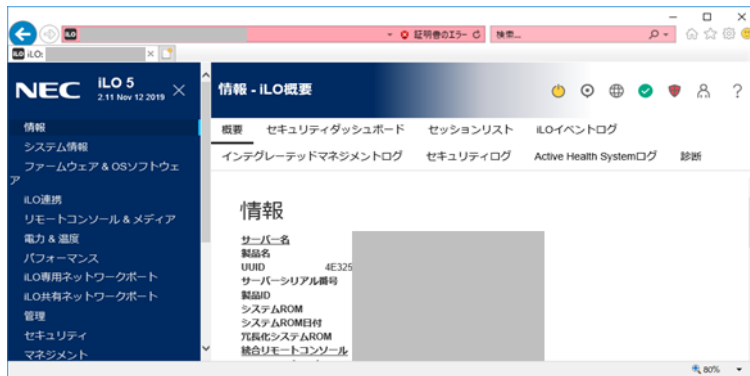 iLO
証明書のエラー
検索...
iLO:
NEC
iLO 5
2.11 Nov 12 2019
情報 - iLO概要
情報
システム情報
ファームウェア & OSソフトウェ
ア
iLO連携
リモートコンソール & メディア
電力 & 温度
パフォーマンス
iLO専用ネットワークポート
iLO共有ネットワークポート
管理
セキュリティ
マネジメント
概要 セキュリティダッシュボード セッションリスト iLOイベントログ
インテグレーテッドマネジメントログ セキュリティログ Active Health Systemログ 診断
情報
サーバー名
製品名
UUID 4E325
サーバーシリアル番号
製品ID
システムROM
システムROM日付
冗長化システムROM
統合リモートコンソール
80%